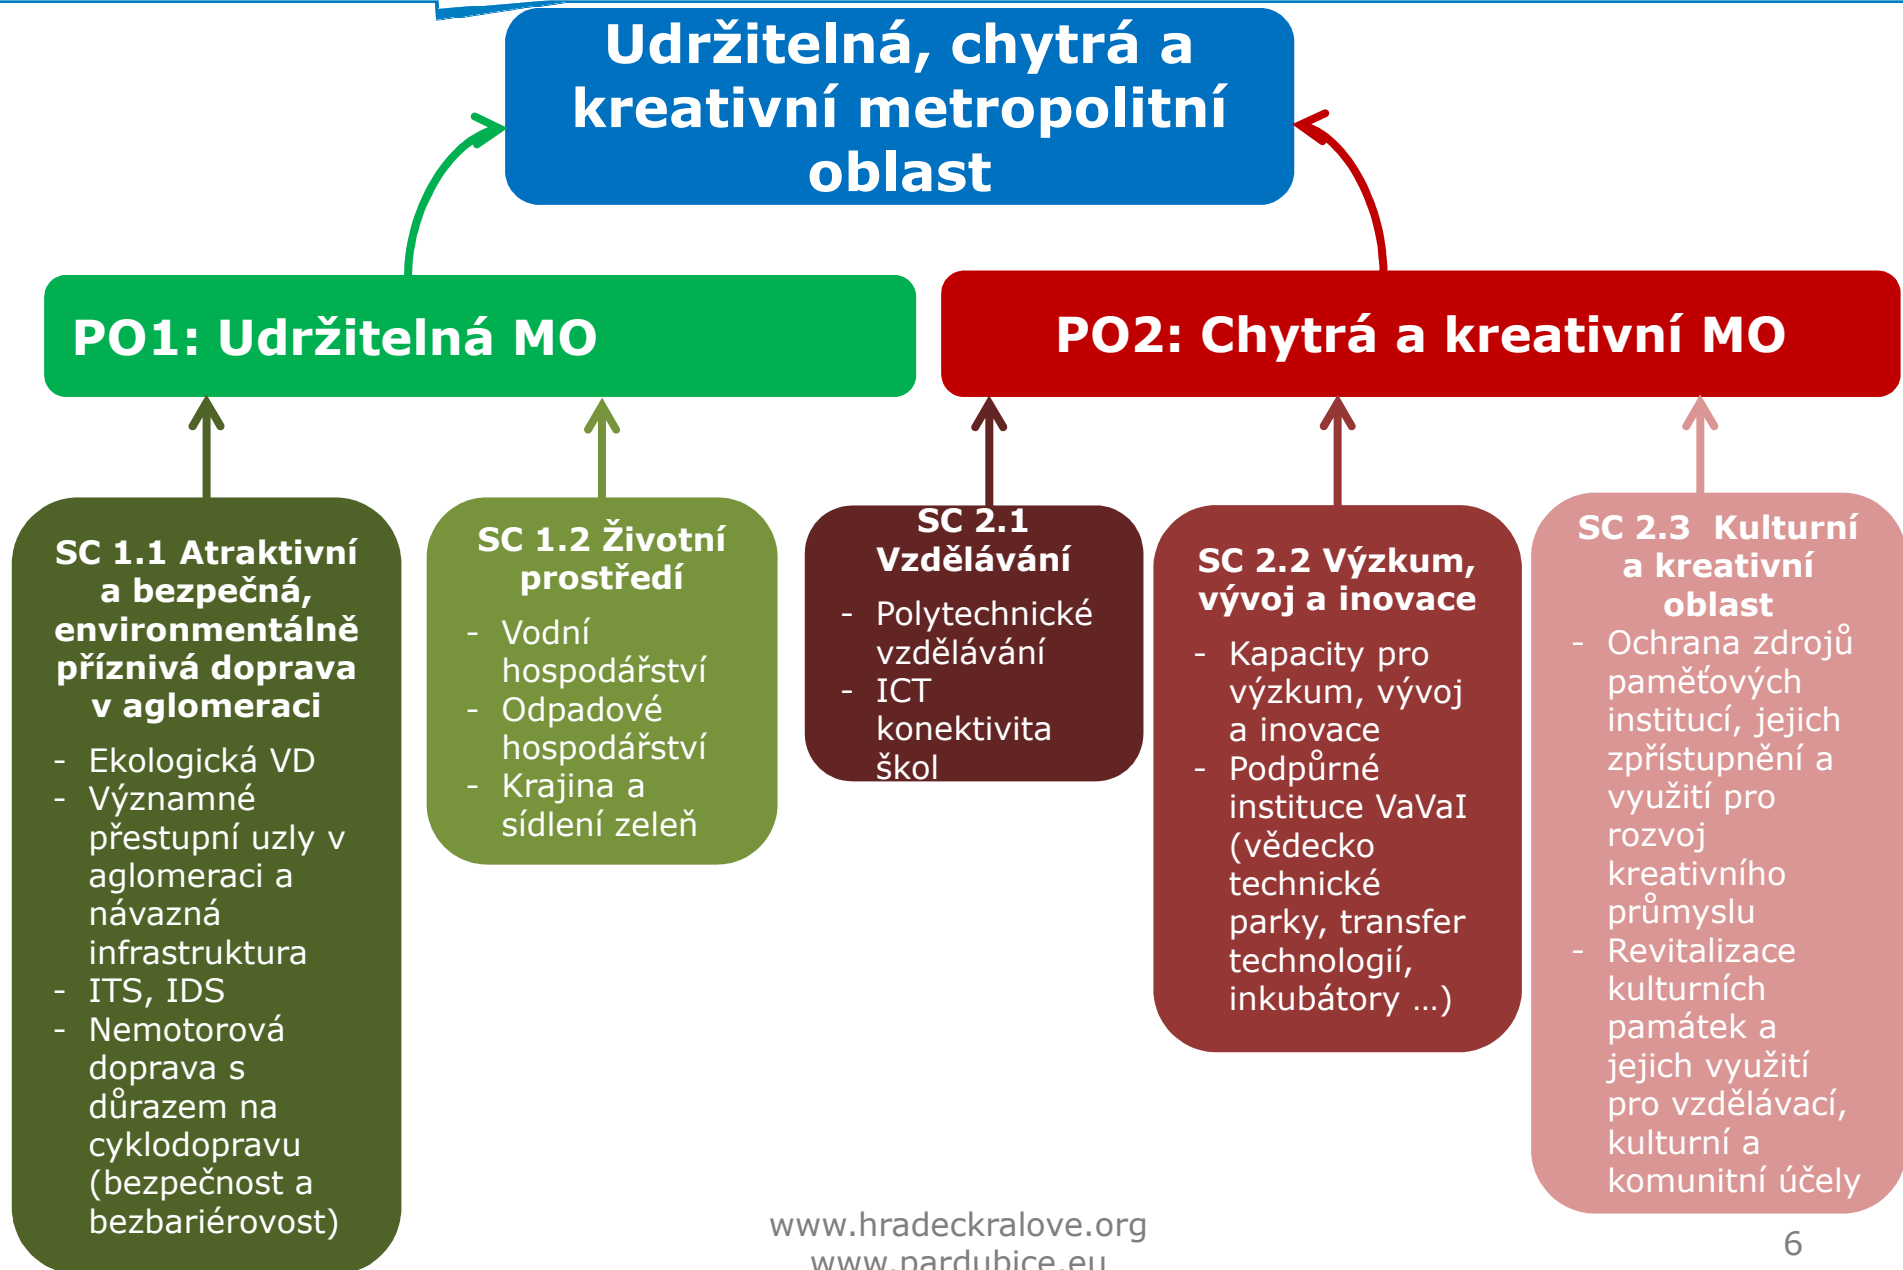 Udržitelná, chytrá a
kreativní metropolitní
oblast
PO1: Udržitelná MO
PO2: Chytrá a kreativní MO
SC 1.1 Atraktivní
a bezpečná,
environmentálně
příznivá doprava
v aglomeraci
- Ekologická VD
- Významné
přestupní uzly v
aglomeraci a
návazná
infrastruktura
- ITS, IDS
- Nemotorová
doprava s
důrazem na
cyklodopravu
(bezpečnost a
bezbariérovost)
SC 1.2 Životní
prostředí
- Vodní
hospodářství
- Odpadové
hospodářství
- Krajina a
sídlení zeleň
SC 2.1
Vzdělávání
- Polytechnické
vzdělávání
- ICT
konektivita
škol
SC 2.2 Výzkum,
vývoj a inovace
- Kapacity pro
výzkum, vývoj
a inovace
- Podpůrné
instituce VaVaI
(vědecko
technické
parky, transfer
technologií,
inkubátory …)
SC 2.3  Kulturní
a kreativní
oblast
- Ochrana zdrojů
paměťových
institucí, jejich
zpřístupnění a
využití pro
rozvoj
kreativního
průmyslu
- Revitalizace
kulturních
památek a
jejich využití
pro vzdělávací,
kulturní a
komunitní účely
www.hradeckralove.org
www.pardubice.eu
6